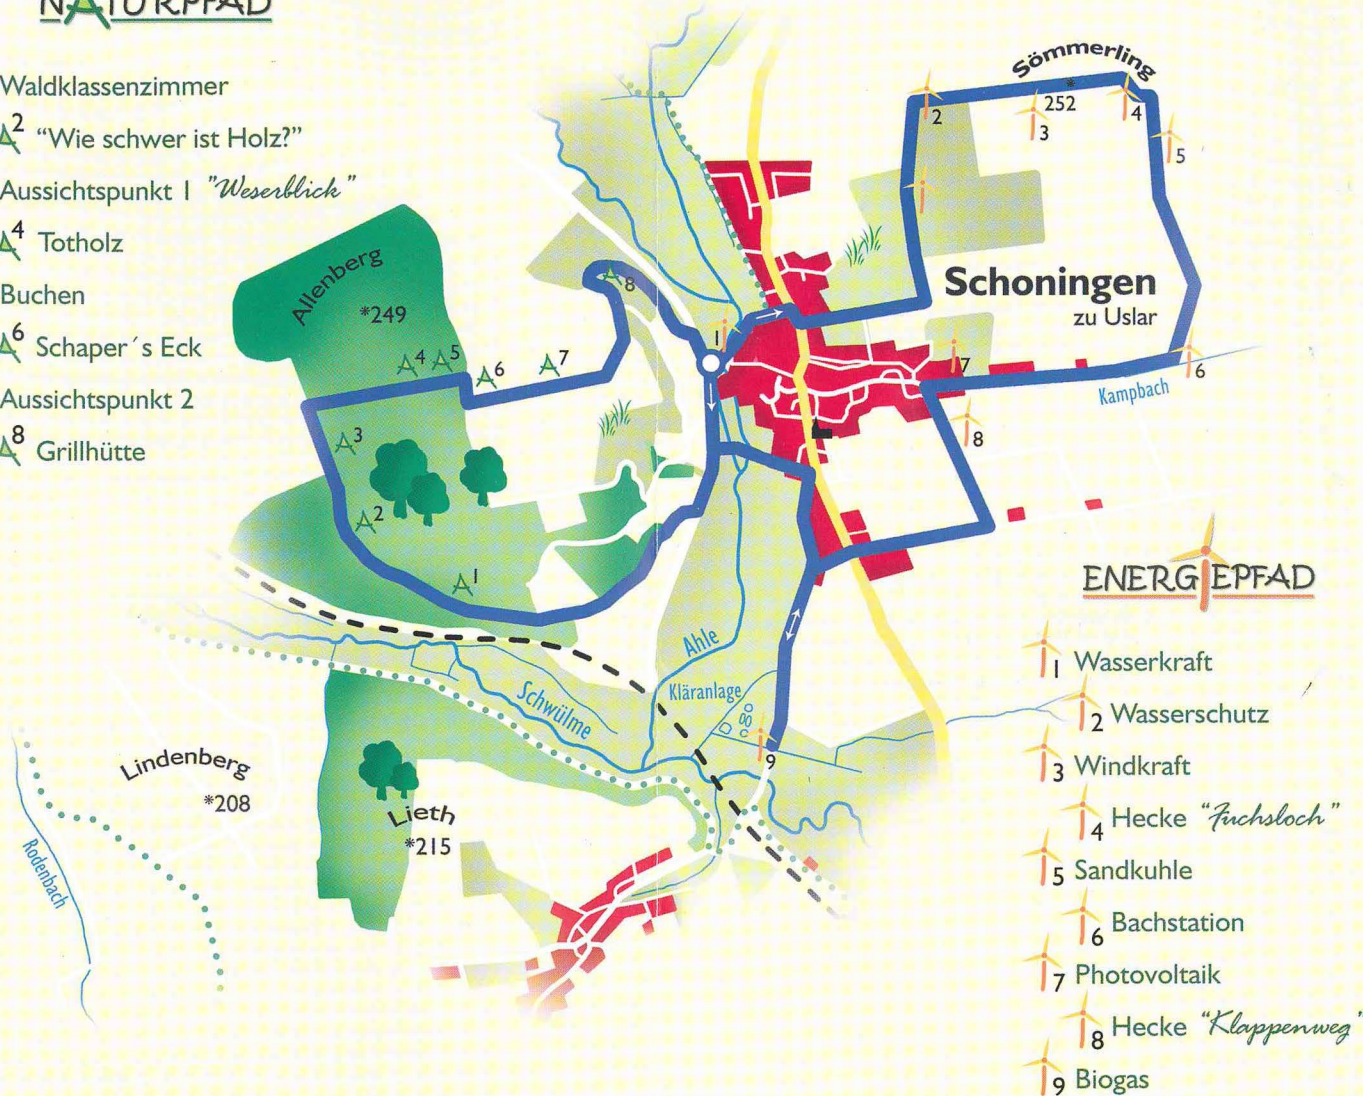 NATURPFAD
Waldklassenzimmer
2 “Wie schwer ist Holz?”
Aussichtspunkt 1 "Weserblick"
4 Totholz
Buchen
6 Schaper´s Eck
Aussichtspunkt 2
8 Grillhütte
Sömmerling
252
2
3
4
5
Allenberg
*249
8
1
Schoningen
zu Uslar
4
5
6
7
7
6
Kampbach
3
8
2
1
ENERGIEPFAD
Ahle
Kläranlage
Schwülme
9
Lindenberg
*208
Lieth
*215
Rodenbach
1 Wasserkraft
2 Wasserschutz
3 Windkraft
4 Hecke "Fuchsloch"
5 Sandkuhle
6 Bachstation
7 Photovoltaik
8 Hecke "Klappenweg"
9 Biogas